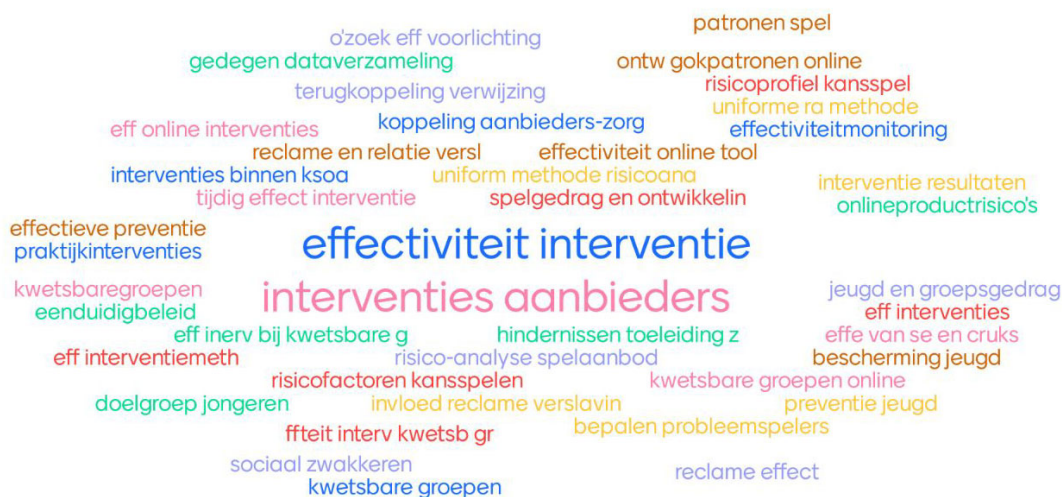 patronen spel
o'zoek eff voorlichting
gedegen dataverzameling
ontw gokpatronen online
risicoprofiel kansspel
terugkoppeling verwijzing
uniforme ra methode
eff online interventies
koppeling aanbieders-zorg
effectiviteitmonitoring
reclame en relatie versl
effectiviteit online tool
interventies binnen ksoa
uniform methode risicoana
interventie resultaten
tijdig effect interventie
spelgedrag en ontwikkelin
onlineproductrisico's
effectieve preventie
praktijkinterventies
effectiviteit interventie
kwetsbaregroepen
interventies aanbieders
jeugd en groepsgedrag
eenduidigbeleid
eff interventies
eff inerv bij kwetsbare g
hindernissen toeleiding z
effe van se en cruks
eff interventiemeth
risico-analyse spelaanbod
bescherming jeugd
risicofactoren kansspelen
kwetsbare groepen online
doelgroep jongeren
invloed reclame verslavin
preventie jeugd
ffteit interv kwetsb gr
bepalen probleemspelers
sociaal zwakkeren
reclame effect
kwetsbare groepen